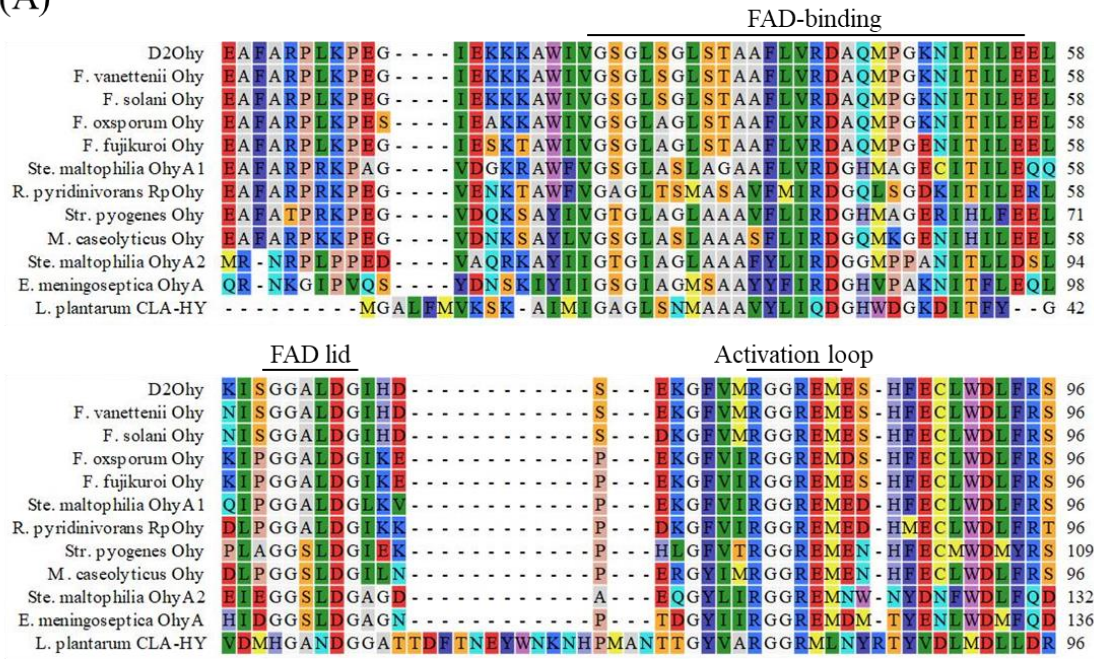 (A)
FAD-binding
D2Ohy EAFARPLKPEG----IEKKKAWIVGSGLSGLSTAAFLVRDAQMPGKNITILEEL 58
F. vanettenii Ohy EAFARPLKPEG----IEKKKAWIVGSGLSGLSTAAFLVRDAQMPGKNITILEEL 58
F. solani Ohy EAFARPLKPEG----IEKKKAWIVGSGLSGLSTAAFLVRDAQMPGKNITILEEL 58
F. oxsporum Ohy EAFARPLKPES----IEAKKAWIVGSGLAGLSTAAFLVRDAQMPGKNITILEEL 58
F. fujikuroi Ohy EAFARPLKPEG----IESKTAWIVGSGLAGLSTAAFLVRDAQMPGENITILEEL 58
Ste. maltophilia OhyA1 EAFARPRKPAG----VDGKRAWFVGSGLASLAGAAFLIRDGHMAGECITILEQQ 58
R. pyridinivorans RpOhy EAFARPRKPEG----VENKTAWFVGAGLTSMASAVFMIRDGQLSGDKITILERL 58
Str. pyogenes Ohy EAFATPRKPEG----VDQKSAYIVGTGLAGLAAAVFLIRDGHMAGERIHLFEEL 71
M. caseolyticus Ohy EAFARPKKPEG----VDNKSAYLVGSGLASLAAASFLIRDGQMKGENIHILEEL 58
Ste. maltophilia OhyA2 MR-NRPLPPED----VAQRKAYIIGTGIAGLAAAFYLIRDGGMPPANITLLDSL 94
E. meningoseptica OhyA QR-NKGIPVQS----YDNSKIYIIGSGIAGMSAAYYFIRDGHVPAKNITFLEQL 98
L. plantarum CLA-HY ---------MGALFMVKSK-AIMIGAGLSNMAAAVYLIQDGHWDGKDITFY--G 42
FAD lid Activation loop
D2Ohy KISGGALDGIHD------------S---EKGFVMRGGREMES-HFECLWDLFRS 96
F. vanettenii Ohy NISGGALDGIHD------------S---EKGFVMRGGREMES-HFECLWDLFRS 96
F. solani Ohy NISGGALDGIHD------------S---DKGFVMRGGREMES-HFECLWDLFRS 96
F. oxsporum Ohy KIPGGALDGIKE------------P---EKGFVIRGGREMDS-HFECLWDLFRS 96
F. fujikuroi Ohy KIPGGALDGIKE------------P---EKGFVIRGGREMES-HFECLWDLFRS 96
Ste. maltophilia OhyA1 QIPGGALDGLKV------------P---EKGFVIRGGREMED-HFECLWDLFRS 96
R. pyridinivorans RpOhy DLPGGALDGIKK------------P---DKGFVIRGGREMED-HMECLWDLFRT 96
Str. pyogenes Ohy PLAGGSLDGIEK------------P---HLGFVTRGGREMEN-HFECMWDMYRS 109
M. caseolyticus Ohy DLPGGSLDGILN------------P---ERGYIMRGGREMEN-HFECLWDLFRS 96
Ste. maltophilia OhyA2 EIEGGSLDGAGD------------A---EQGYLIRGGREMNW-NYDNFWDLFQD 132
E. meningoseptica OhyA HIDGGSLDGAGN------------P---TDGYIIRGGREMDM-TYENLWDMFQD 136
L. plantarum CLA-HY VDMHGANDGGATTDFTNEYWNKNHPMANTTGYVARGGRMLNYRTYVDLMDLLDR 96